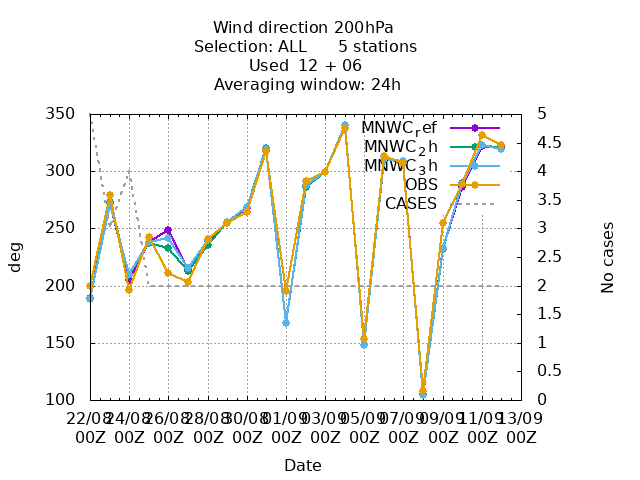 Wind direction 200hPa
Selection: ALL 5 stations
Used 12 + 06
Averaging window: 24h
350
300
250
200
150
100
deg
5
4.5
4
3.5
3
2.5
2
1.5
1
0.5
0
No cases
MNWCref
MNWC2h
MNWC3h
OBS
CASES
22/08 24/08 26/08 28/08 30/08 01/09 03/09 05/09 07/09 09/09 11/09 13/09
00Z 00Z 00Z 00Z 00Z 00Z 00Z 00Z 00Z 00Z 00Z 00Z
Date